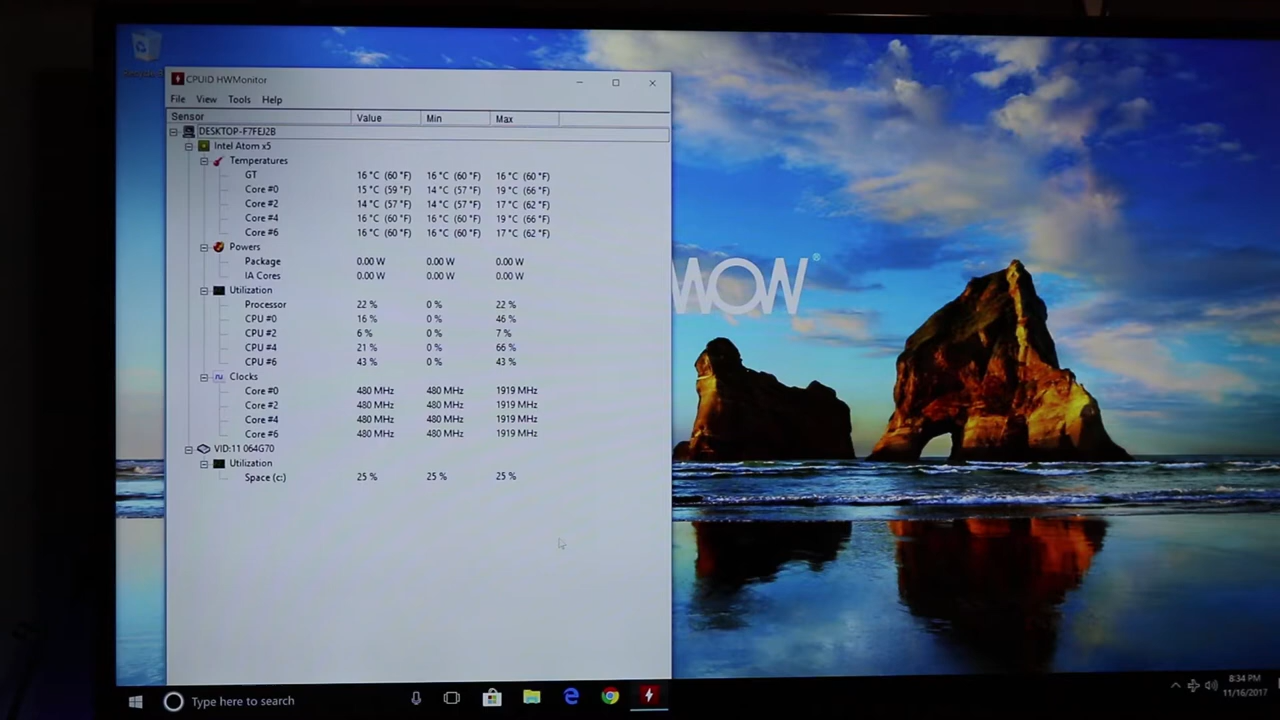 CPUID HWMonitor
File View Tools Help
Sensor Value Min Max
DESKTOP-F7FEJ2B
Intel Atom x5
Temperatures
GT 16 °C (60 °F) 16 °C (60 °F) 16 °C (60 °F)
Core #0 15 °C (59 °F) 14 °C (57 °F) 19 °C (66 °F)
Core #2 14 °C (57 °F) 14 °C (57 °F) 17 °C (62 °F)
Core #4 16 °C (60 °F) 16 °C (60 °F) 19 °C (66 °F)
Core #6 16 °C (60 °F) 16 °C (60 °F) 17 °C (62 °F)
Powers
Package 0.00 W 0.00 W 0.00 W
IA Cores 0.00 W 0.00 W 0.00 W
Utilization
Processor 22 % 0 % 22 %
CPU #0 16 % 0 % 46 %
CPU #2 6 % 0 % 7 %
CPU #4 21 % 0 % 66 %
CPU #6 43 % 0 % 43 %
Clocks
Core #0 480 MHz 480 MHz 1919 MHz
Core #2 480 MHz 480 MHz 1919 MHz
Core #4 480 MHz 480 MHz 1919 MHz
Core #6 480 MHz 480 MHz 1919 MHz
VID:11 064G70
Utilization
Space (c:) 25 % 25 % 25 %
WOW®
Type here to search
8:34 PM
11/16/2017